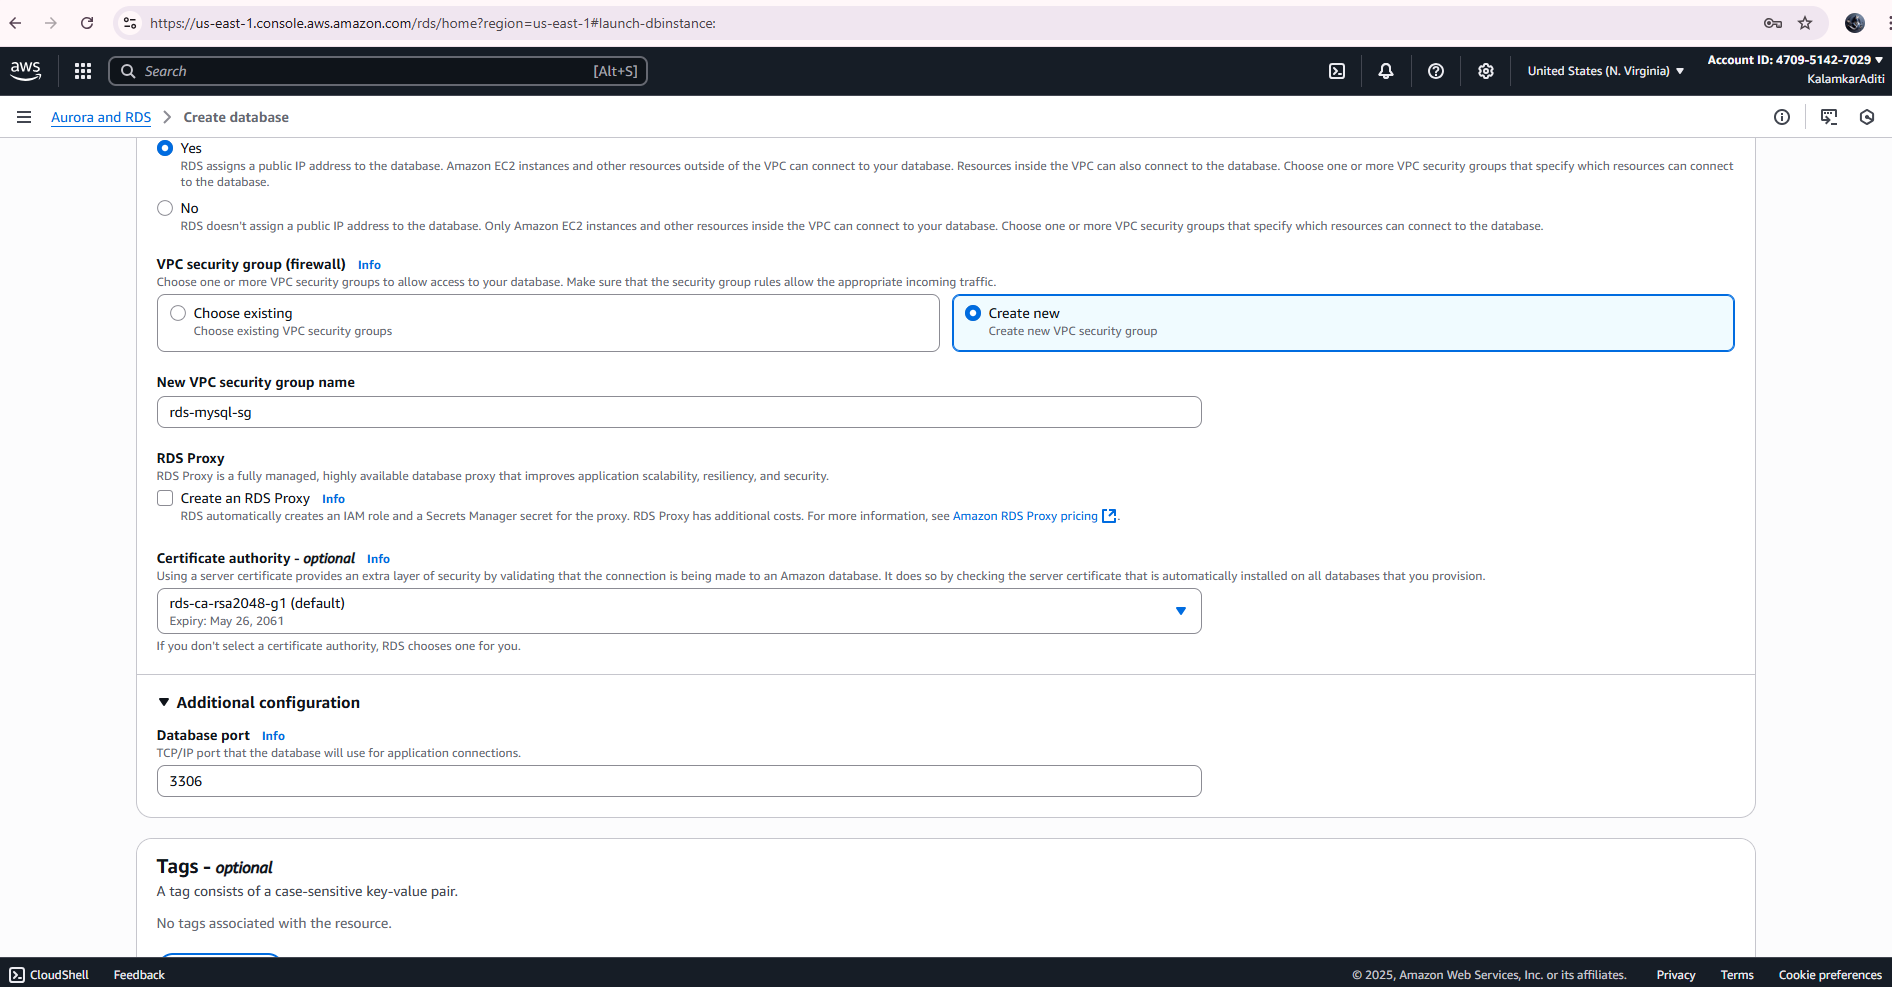 https://us-east-1.console.aws.amazon.com/rds/home?region=us-east-1#launch-dbinstance:
aws
Search
[Alt+S]
United States (N. Virginia)
Account ID: 4709-5142-7029
KalamkarAditi
Aurora and RDS
Create database
Yes
RDS assigns a public IP address to the database. Amazon EC2 instances and other resources outside of the VPC can connect to your database. Resources inside the VPC can also connect to the database. Choose one or more VPC security groups that specify which resources can connect
to the database.
No
RDS doesn't assign a public IP address to the database. Only Amazon EC2 instances and other resources inside the VPC can connect to your database. Choose one or more VPC security groups that specify which resources can connect to the database.
VPC security group (firewall) Info
Choose one or more VPC security groups to allow access to your database. Make sure that the security group rules allow the appropriate incoming traffic.
Choose existing
Choose existing VPC security groups
Create new
Create new VPC security group
New VPC security group name
rds-mysql-sg
RDS Proxy
RDS Proxy is a fully managed, highly available database proxy that improves application scalability, resiliency, and security.
Create an RDS Proxy Info
RDS automatically creates an IAM role and a Secrets Manager secret for the proxy. RDS Proxy has additional costs. For more information, see Amazon RDS Proxy pricing.
Certificate authority - optional Info
Using a server certificate provides an extra layer of security by validating that the connection is being made to an Amazon database. It does so by checking the server certificate that is automatically installed on all databases that you provision.
rds-ca-rsa2048-g1 (default)
Expiry: May 26, 2061
If you don't select a certificate authority, RDS chooses one for you.
Additional configuration
Database port Info
TCP/IP port that the database will use for application connections.
3306
Tags - optional
A tag consists of a case-sensitive key-value pair.
No tags associated with the resource.
CloudShell
Feedback
© 2025, Amazon Web Services, Inc. or its affiliates.
Privacy
Terms
Cookie preferences